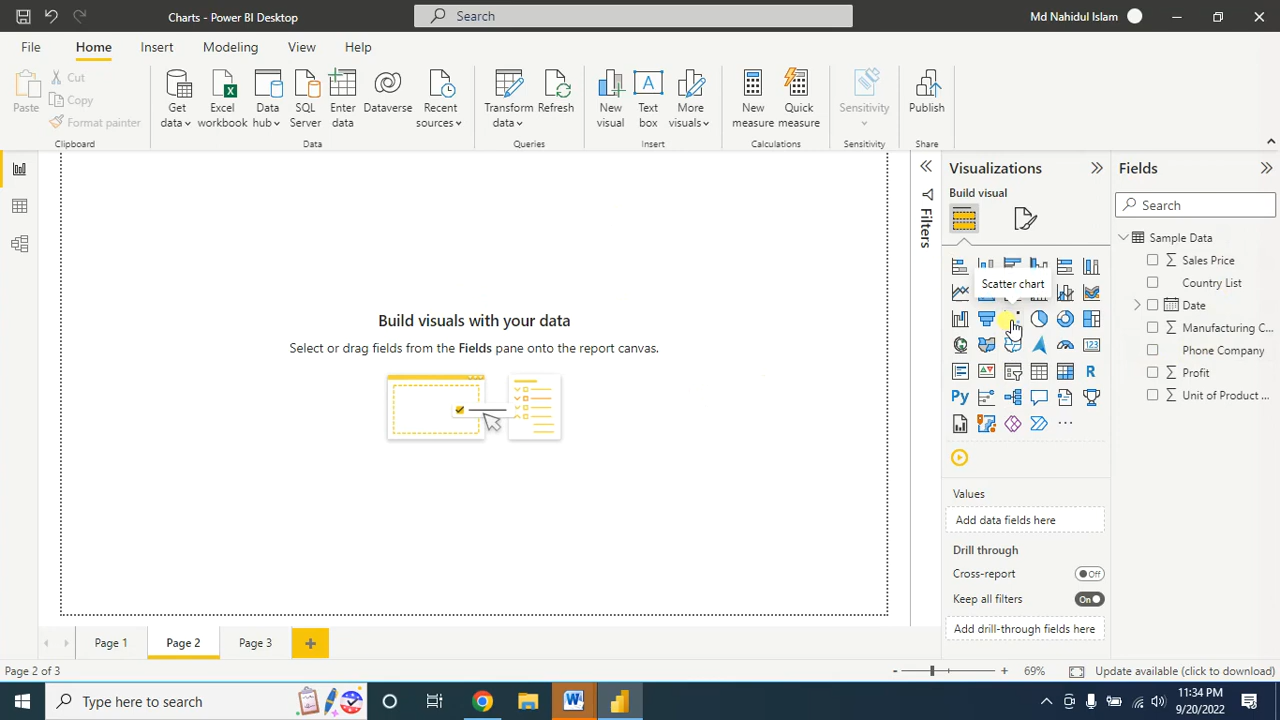 Charts - Power BI Desktop
Search
Md Nahidul Islam
File
Home
Insert
Modeling
View
Help
Paste
Cut
Copy
Format painter
Clipboard
Get data
Excel workbook
Data hub
SQL Server
Enter data
Dataverse
Recent sources
Data
Transform data
Refresh
Queries
New visual
Text box
More visuals
Insert
New measure
Quick measure
Calculations
Sensitivity
Sensitivity
Publish
Share
Build visuals with your data
Select or drag fields from the Fields pane onto the report canvas.
Filters
Visualizations
Build visual
Scatter chart
123
R
Py
Values
Add data fields here
Drill through
Cross-report
Off
Keep all filters
On
Add drill-through fields here
Fields
Search
Sample Data
Sales Price
Country List
Date
Manufacturing C...
Phone Company
Profit
Unit of Product ...
Page 1
Page 2
Page 3
Page 2 of 3
69%
Update available (click to download)
Type here to search
11:34 PM
9/20/2022